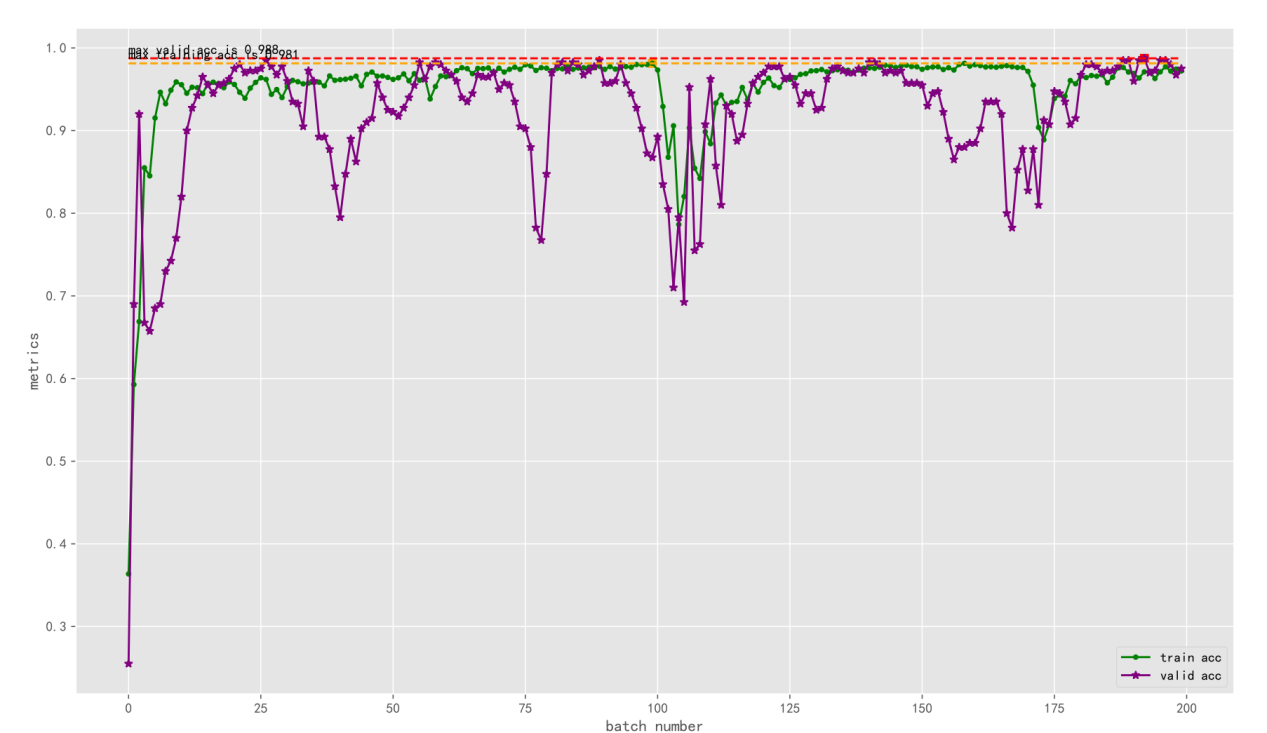 max valid acc is 0.988
max training acc is 0.981
1.0
0.9
0.8
0.7
0.6
0.5
0.4
0.3
metrics
0 25 50 75 100 125 150 175 200
batch number
train acc
valid acc